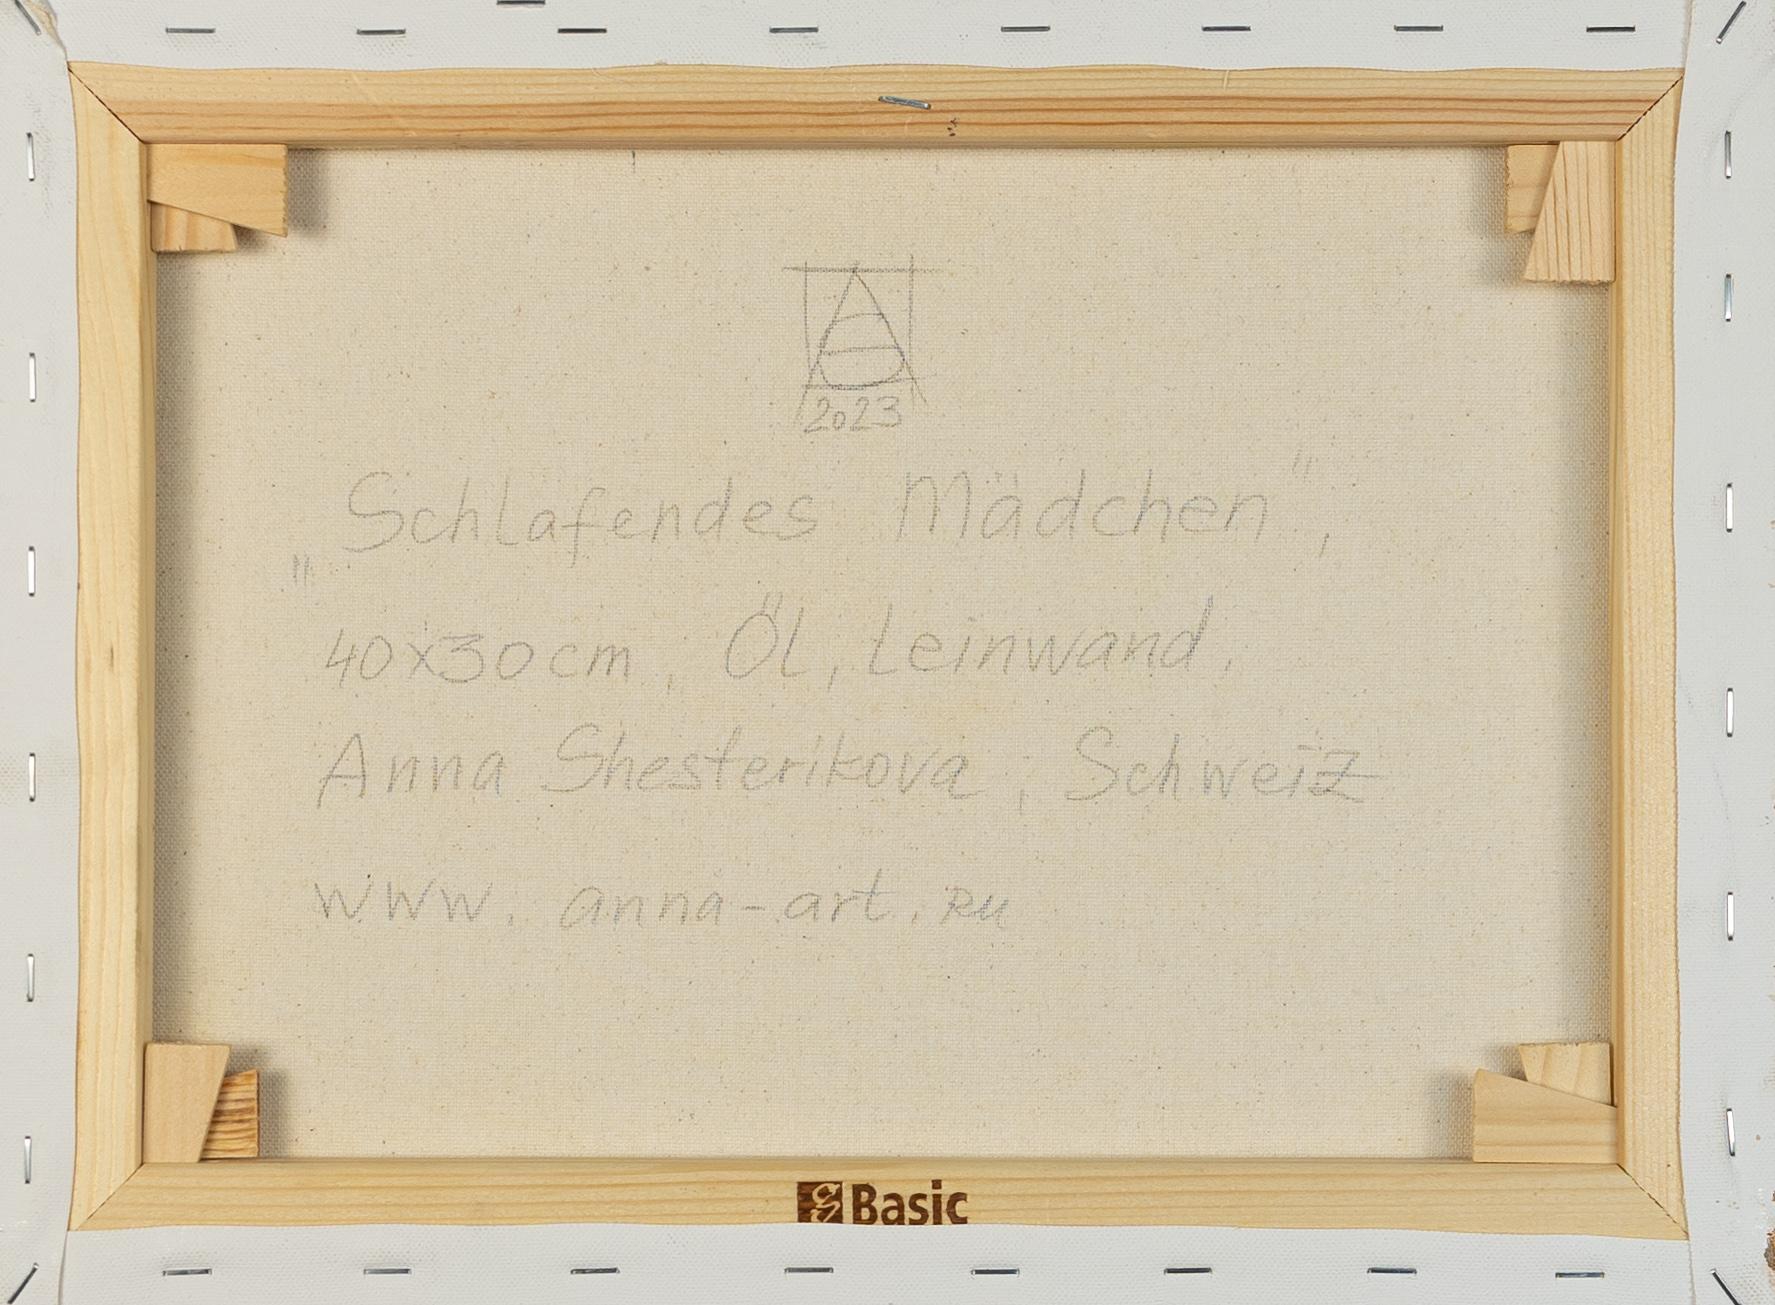 2023
„Schlafendes Mädchen",
40x30cm, Öl, Leinwand,
Anna Shesterikova, Schweiz
www.anna-art.ru
Basic